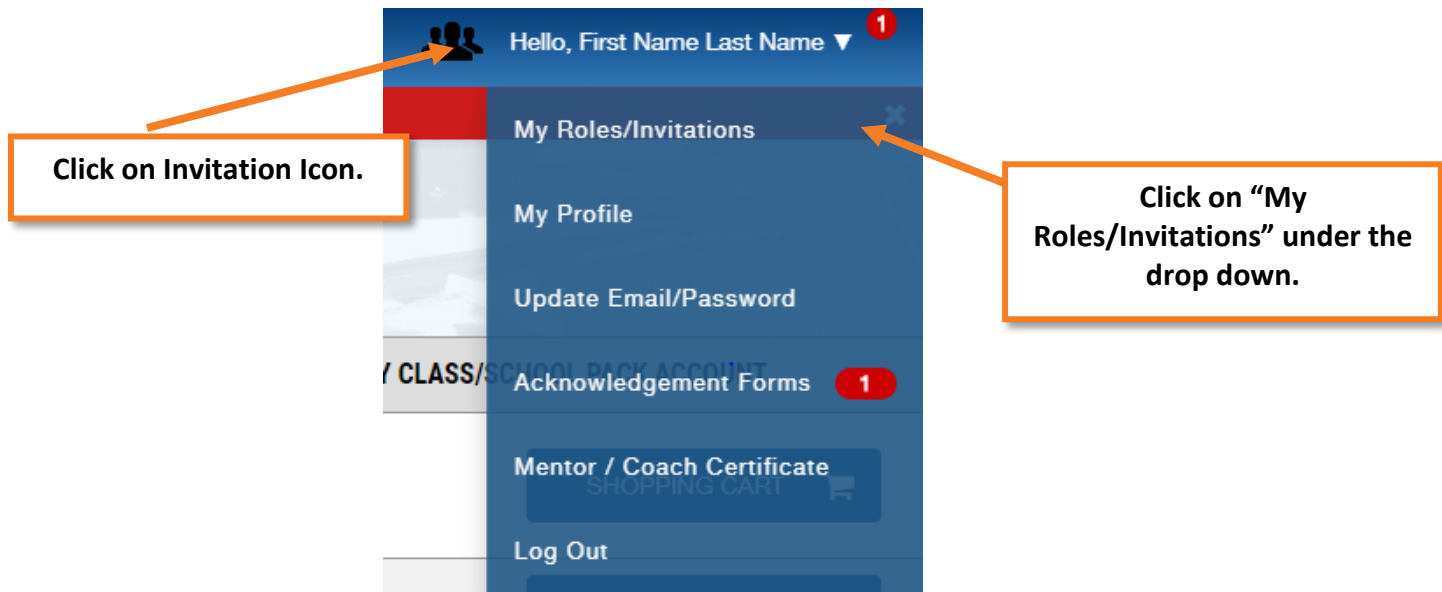 Hello, First Name Last Name ▼ 1
My Roles/Invitations
Click on Invitation Icon.
Click on “My
Roles/Invitations” under the
drop down.
My Profile
Update Email/Password
Y CLASS/SCHOOL PACK ACCOUNT
Acknowledgement Forms 1
Mentor / Coach Certificate
SHOPPING CART
Log Out